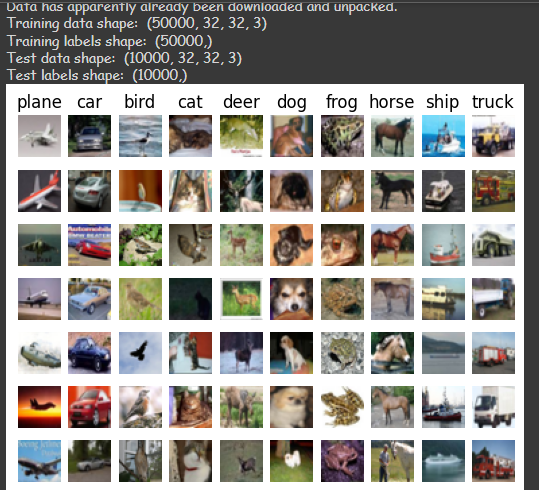 Data has apparently already been downloaded and unpacked.
Training data shape: (50000, 32, 32, 3)
Training labels shape: (50000,)
Test data shape: (10000, 32, 32, 3)
Test labels shape: (10000,)
plane car bird cat deer dog frog horse ship truck